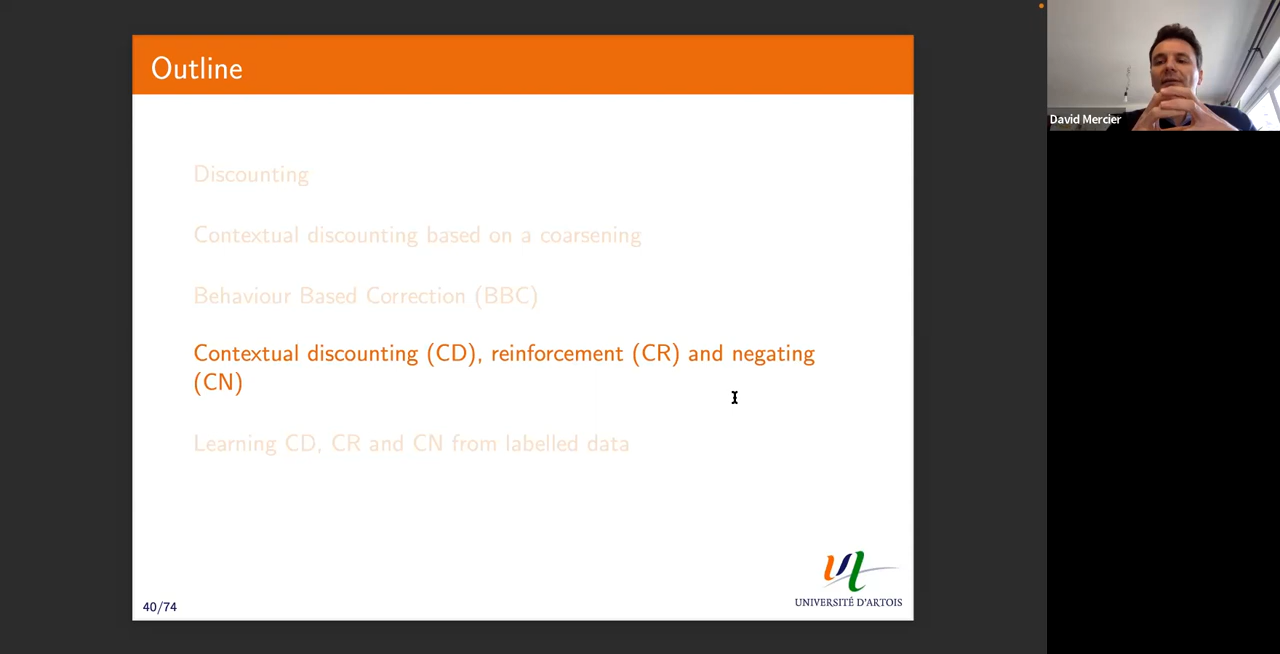 Outline
David Mercier
Discounting
Contextual discounting based on a coarsening
Behaviour Based Correction (BBC)
Contextual discounting (CD), reinforcement (CR) and negating
(CN)
Learning CD, CR and CN from labelled data
UNIVERSITÉ D'ARTOIS
40/74